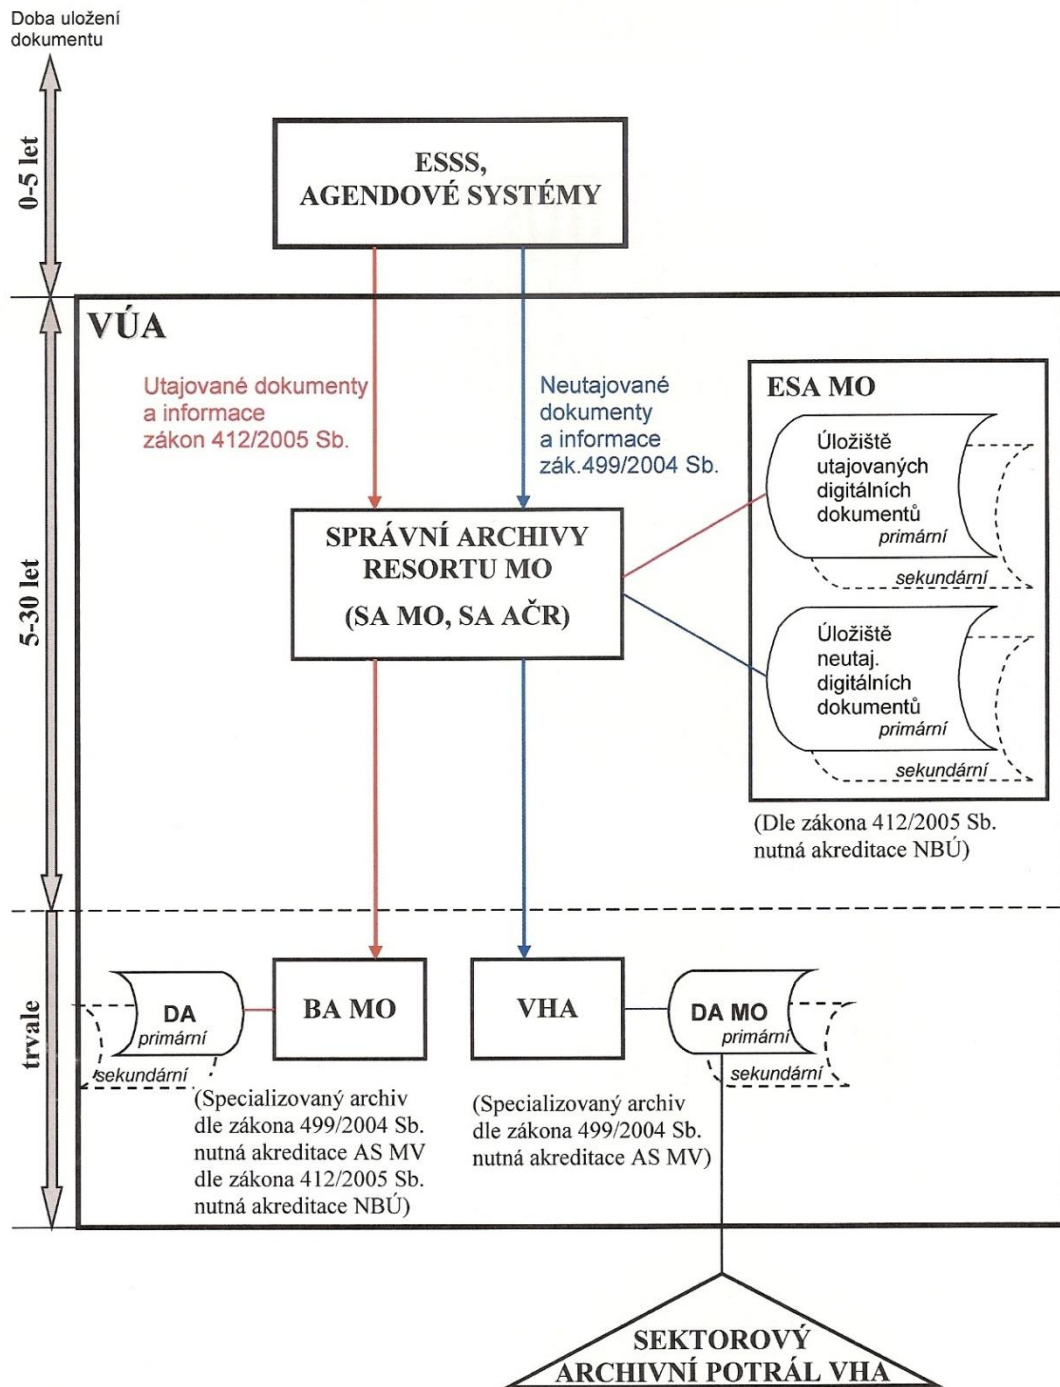 Doba uložení
dokumentu
0-5 let
ESSS,
AGENDOVÉ SYSTÉMY
VÚA
Utajované dokumenty
a informace
zákon 412/2005 Sb.
Neutajované
dokumenty
a informace
zák.499/2004 Sb.
ESA MO
Úložiště
utajovaných
digitálních
dokumentů
primární
sekundární
SPRÁVNÍ ARCHIVY
RESORTU MO
(SA MO, SA AČR)
5-30 let
Úložiště
neutaj.
digitálních
dokumentů
primární
sekundární
(Dle zákona 412/2005 Sb.
nutná akreditace NBÚ)
trvale
DA
primární
sekundární
BA MO
VHA
DA MO
primární
sekundární
(Specializovaný archiv
dle zákona 499/2004 Sb.
nutná akreditace AS MV
dle zákona 412/2005 Sb.
nutná akreditace NBÚ)
(Specializovaný archiv
dle zákona 499/2004 Sb.
nutná akreditace AS MV)
SEKTOROVÝ
ARCHIVNÍ POTRÁL VHA